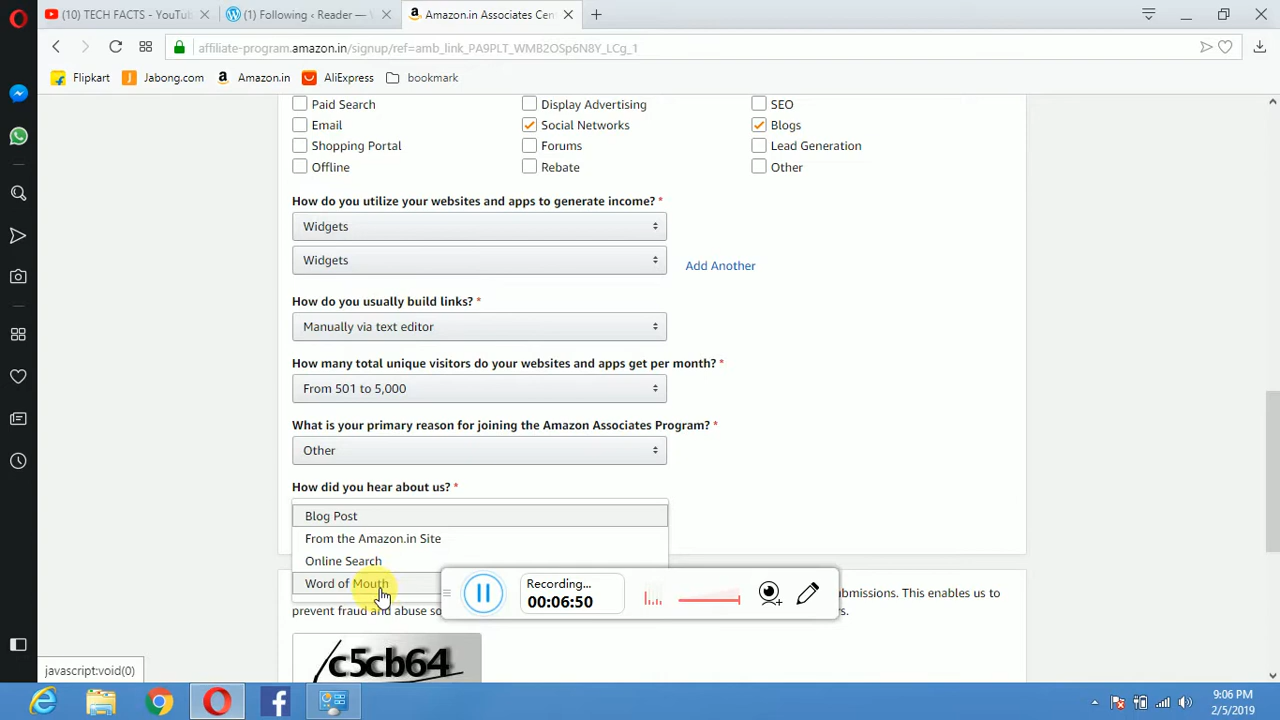 (10) TECH FACTS - YouTu
(1) Following ‹ Reader —
Amazon.in Associates Cen
affiliate-program.amazon.in/signup/ref=amb_link_PA9PLT_WMB2OSp6N8Y_LCg_1
Flipkart
Jabong.com
Amazon.in
AliExpress
bookmark
Paid Search
Display Advertising
SEO
Email
Social Networks
Blogs
Shopping Portal
Forums
Lead Generation
Offline
Rebate
Other
How do you utilize your websites and apps to generate income? *
Widgets
Widgets
Add Another
How do you usually build links? *
Manually via text editor
How many total unique visitors do your websites and apps get per month? *
From 501 to 5,000
What is your primary reason for joining the Amazon Associates Program? *
Other
How did you hear about us? *
Blog Post
From the Amazon.in Site
Online Search
Word of Mouth
Recording...
00:06:50
ubmissions. This enables us to
prevent fraud and abuse so
s.
c5cb64
javascript:void(0)
9:06 PM
2/5/2019